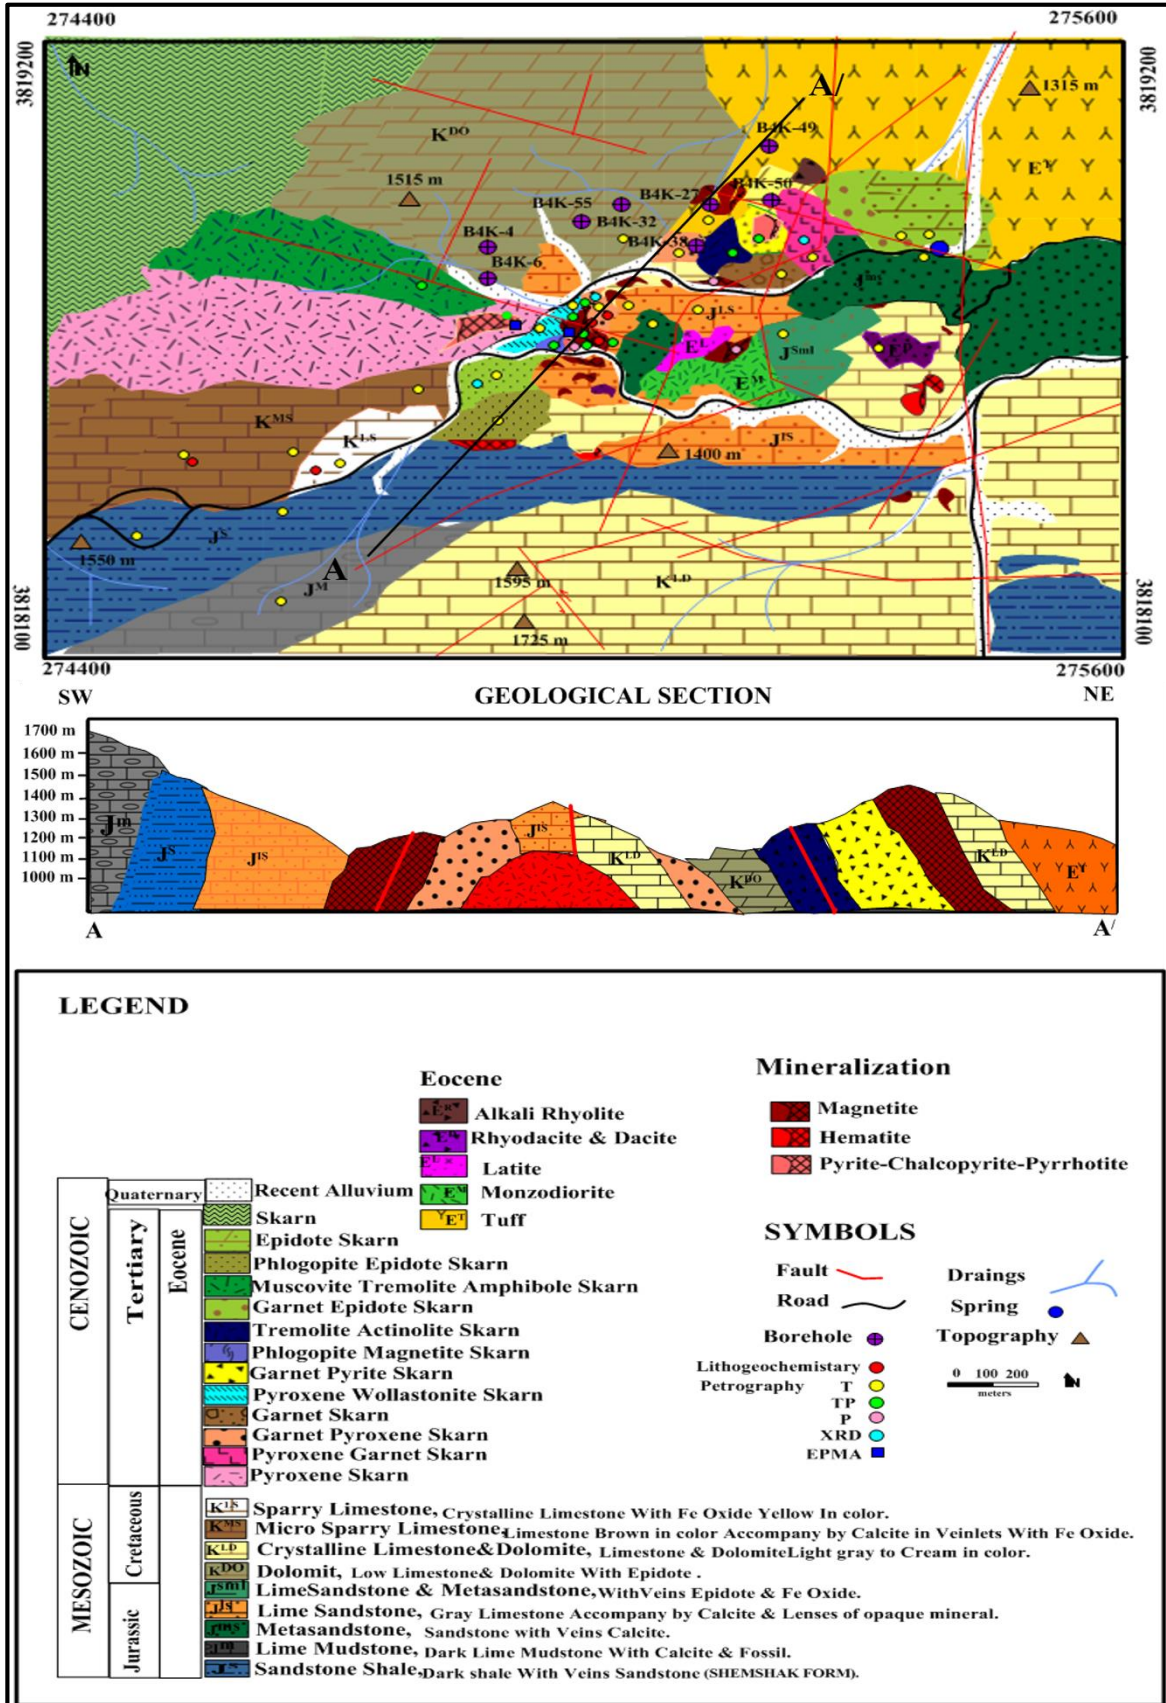 274400
275600
3819200
3819200
N
A/
1315 m
K DO
B4K-49
E T
1515 m
B4K-27
B4K-50
B4K-55
B4K-32
B4K-4
B4K-38
B4K-6
J ms
J LS
E L
J Sml
E D
E M
K MS
K LS
J lS
1400 m
J S
1550 m
A
J M
1595 m
K LD
1725 m
3818100
3818100
274400
275600
SW
GEOLOGICAL SECTION
NE
1700 m
1600 m
1500 m
1400 m
1300 m
1200 m
1100 m
1000 m
J m
J S
J lS
J lS
K LD
K DO
K LD
E T
A
A/
LEGEND
Eocene
Alkali Rhyolite
Rhyodacite & Dacite
Latite
Monzodiorite
Tuff
Mineralization
Magnetite
Hematite
Pyrite-Chalcopyrite-Pyrrhotite
SYMBOLS
Fault
Draings
Road
Spring
Borehole
Topography
Lithogeochemistary
Petrography T
TP
P
XRD
EPMA
0 100 200
meters
N
CENOZOIC
Quaternary
Tertiary
Eocene
Recent Alluvium
Skarn
Epidote Skarn
Phlogopite Epidote Skarn
Muscovite Tremolite Amphibole Skarn
Garnet Epidote Skarn
Tremolite Actinolite Skarn
Phlogopite Magnetite Skarn
Garnet Pyrite Skarn
Pyroxene Wollastonite Skarn
Garnet Skarn
Garnet Pyroxene Skarn
Pyroxene Garnet Skarn
Pyroxene Skarn
MESOZOIC
Cretaceous
Jurassic
K LS Sparry Limestone, Crystalline Limestone With Fe Oxide Yellow In color.
K MS Micro Sparry Limestone, Limestone Brown in color Accompany by Calcite in Veinlets With Fe Oxide.
K LD Crystalline Limestone&Dolomite, Limestone & DolomiteLight gray to Cream in color.
K DO Dolomit, Low Limestone& Dolomite With Epidote .
J sml LimeSandstone & Metasandstone, WithVeins Epidote & Fe Oxide.
J ls Lime Sandstone, Gray Limestone Accompany by Calcite & Lenses of opaque mineral.
J ms Metasandstone, Sandstone with Veins Calcite.
J m Lime Mudstone, Dark Lime Mudstone With Calcite & Fossil.
J S Sandstone Shale, Dark shale With Veins Sandstone (SHEMSHAK FORM).